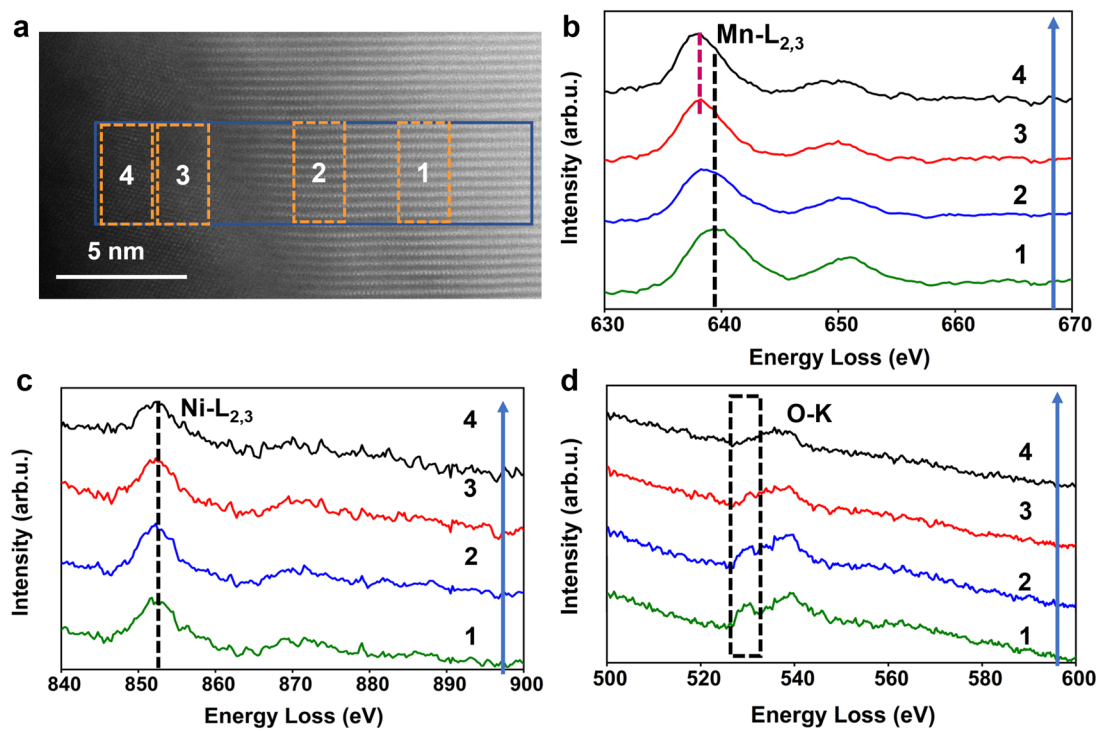 a
4 3 2 1
5 nm
b
Mn-L2,3
4
3
2
1
Intensity (arb.u.)
630 640 650 660 670
Energy Loss (eV)
c
Ni-L2,3
4
3
2
1
Intensity (arb.u.)
840 850 860 870 880 890 900
Energy Loss (eV)
d
O-K
4
3
2
1
Intensity (arb.u.)
500 520 540 560 580 600
Energy Loss (eV)